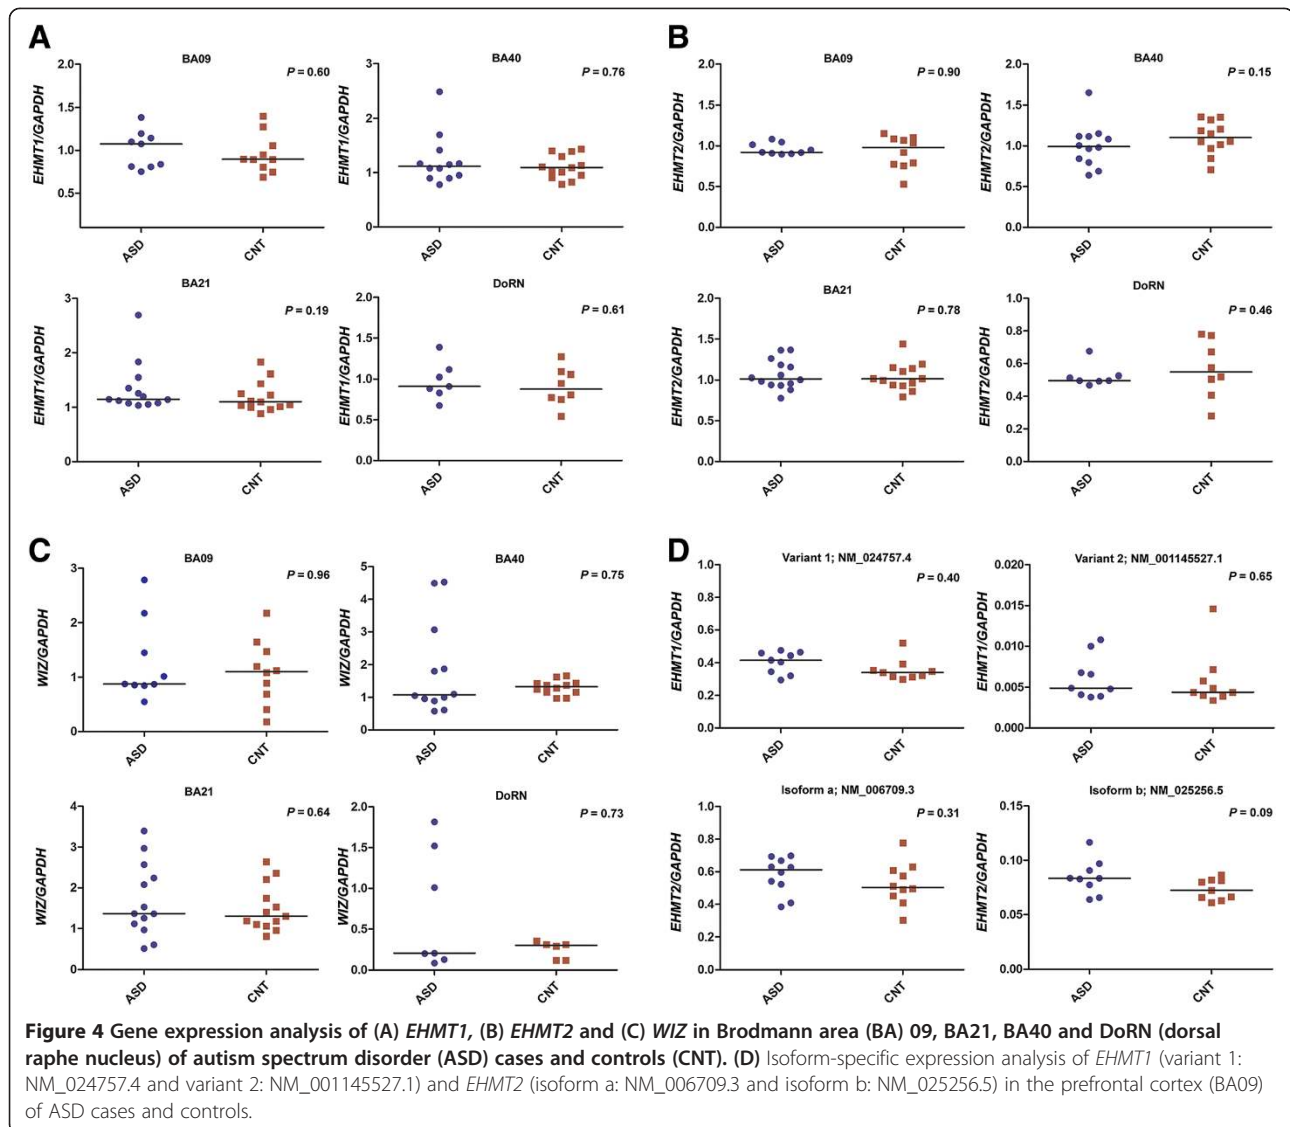 A
BA09
P = 0.60
EHMT1/GAPDH
2.0
1.5
1.0
0.5
ASD
CNT
BA40
P = 0.76
EHMT1/GAPDH
3
2
1
0
ASD
CNT
BA21
P = 0.19
EHMT1/GAPDH
3
2
1
0
ASD
CNT
DoRN
P = 0.61
EHMT1/GAPDH
2.0
1.5
1.0
0.5
0.0
ASD
CNT
B
BA09
P = 0.90
EHMT2/GAPDH
2.0
1.5
1.0
0.5
0.0
ASD
CNT
BA40
P = 0.15
EHMT2/GAPDH
2.0
1.5
1.0
0.5
0.0
ASD
CNT
BA21
P = 0.78
EHMT2/GAPDH
2.0
1.5
1.0
0.5
0.0
ASD
CNT
DoRN
P = 0.46
EHMT2/GAPDH
1.0
0.8
0.6
0.4
0.2
0.0
ASD
CNT
C
BA09
P = 0.96
WIZ/GAPDH
3
2
1
0
ASD
CNT
BA40
P = 0.75
WIZ/GAPDH
5
4
3
2
1
0
ASD
CNT
BA21
P = 0.64
WIZ/GAPDH
4
3
2
1
0
ASD
CNT
DoRN
P = 0.73
WIZ/GAPDH
2.0
1.5
1.0
0.5
0.0
ASD
CNT
D
Variant 1; NM_024757.4
P = 0.40
EHMT1/GAPDH
1.0
0.8
0.6
0.4
0.2
0.0
ASD
CNT
Variant 2; NM_001145527.1
P = 0.65
EHMT1/GAPDH
0.020
0.015
0.010
0.005
0.000
ASD
CNT
Isoform a; NM_006709.3
P = 0.31
EHMT2/GAPDH
1.0
0.8
0.6
0.4
0.2
0.0
ASD
CNT
Isoform b; NM_025256.5
P = 0.09
EHMT2/GAPDH
0.15
0.10
0.05
0.00
ASD
CNT
Figure 4 Gene expression analysis of (A) EHMT1, (B) EHMT2 and (C) WIZ in Brodmann area (BA) 09, BA21, BA40 and DoRN (dorsal
raphe nucleus) of autism spectrum disorder (ASD) cases and controls (CNT). (D) Isoform-specific expression analysis of EHMT1 (variant 1:
NM_024757.4 and variant 2: NM_001145527.1) and EHMT2 (isoform a: NM_006709.3 and isoform b: NM_025256.5) in the prefrontal cortex (BA09)
of ASD cases and controls.